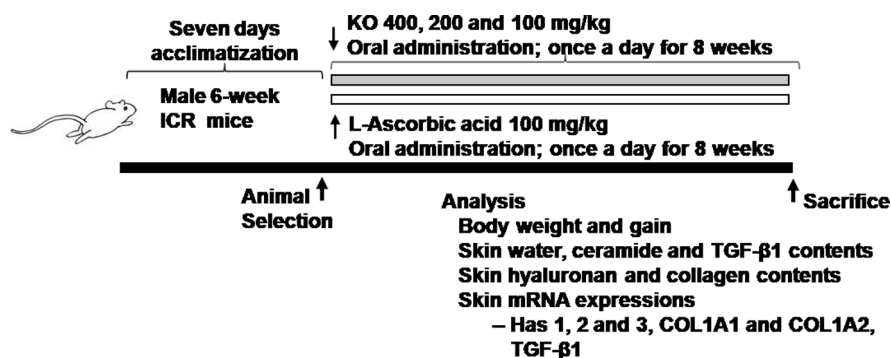 Seven days
acclimatization
KO 400, 200 and 100 mg/kg
Oral administration; once a day for 8 weeks
Male 6-week
ICR mice
L-Ascorbic acid 100 mg/kg
Oral administration; once a day for 8 weeks
Animal
Selection
Sacrifice
Analysis
Body weight and gain
Skin water, ceramide and TGF-β1 contents
Skin hyaluronan and collagen contents
Skin mRNA expressions
– Has 1, 2 and 3, COL1A1 and COL1A2,
TGF-β1